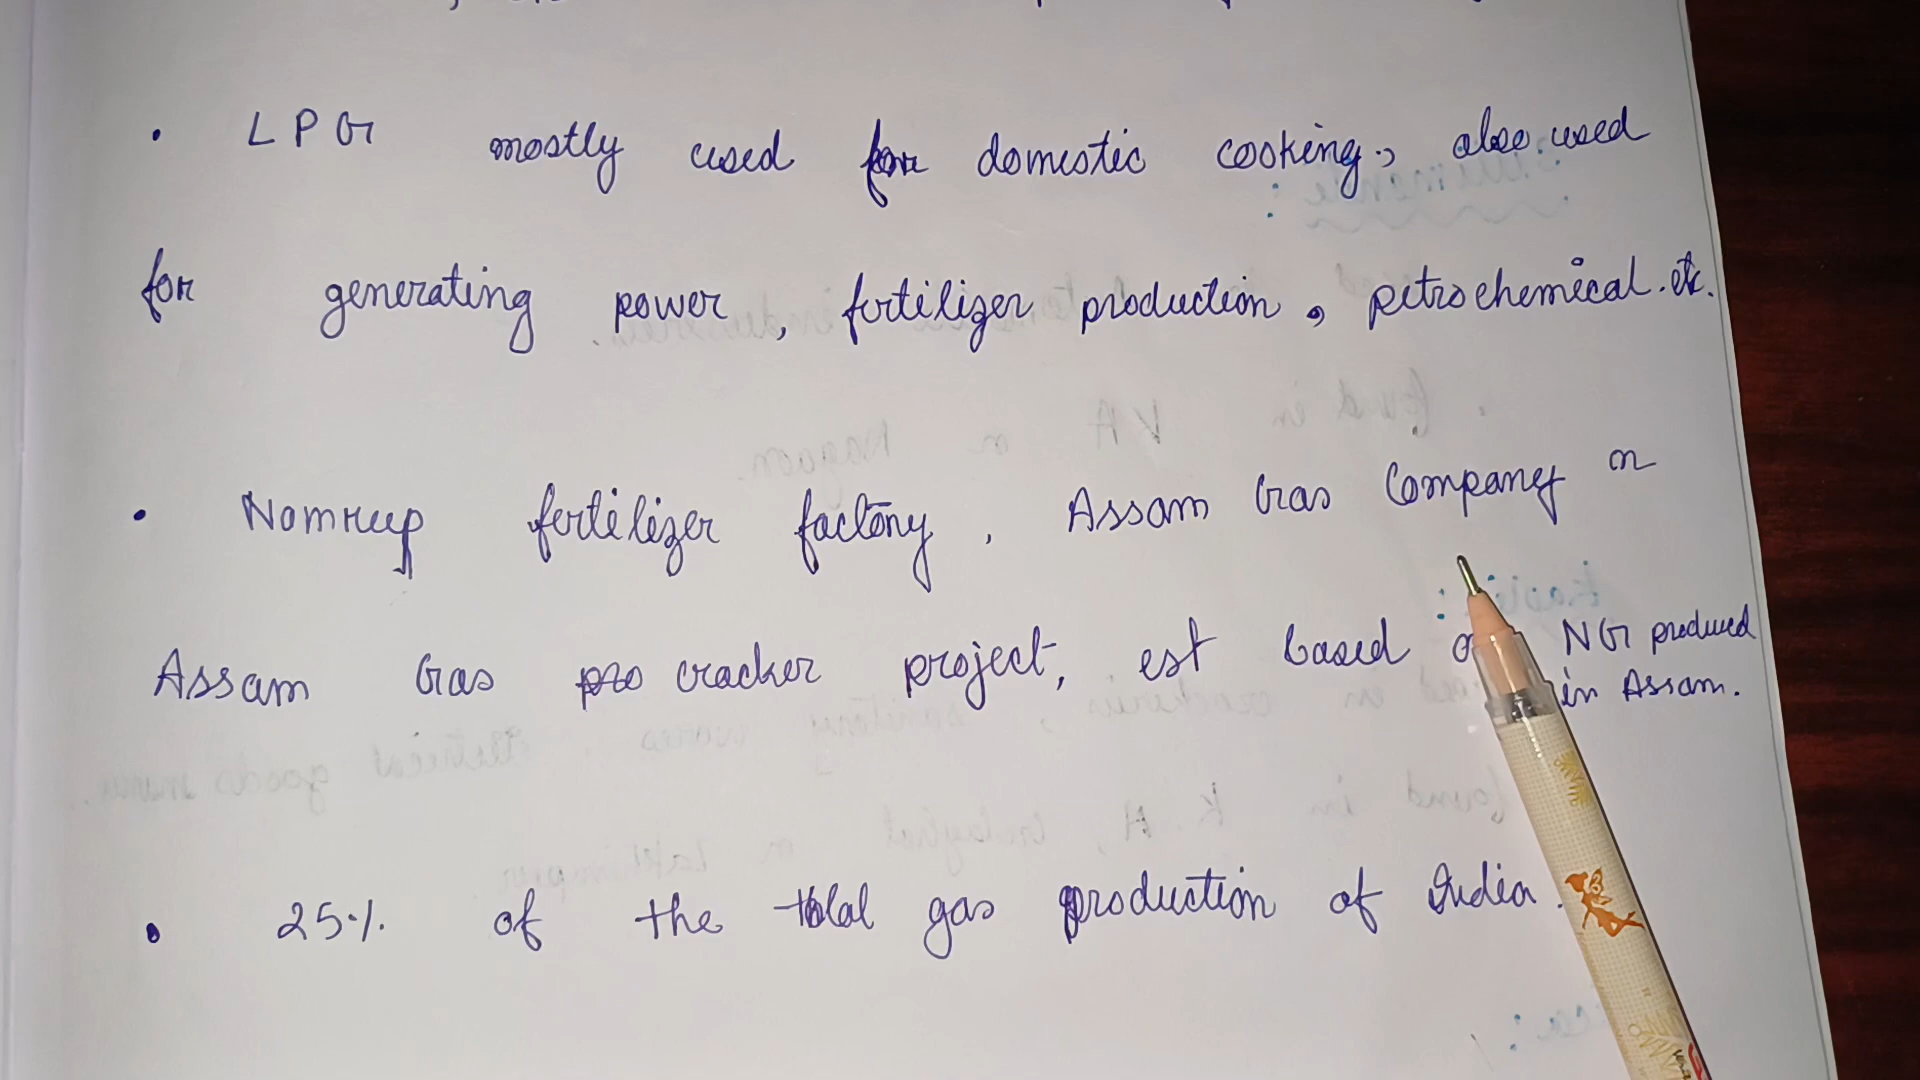 • LPG mostly used for domestic cooking, also used
for generating power, fertilizer production, petrochemical etc.
• Namrup fertilizer factory, Assam Gas Company n
Assam Gas pro cracker project, est based on NG produced
in Assam.
• 25% of the total gas production of India.